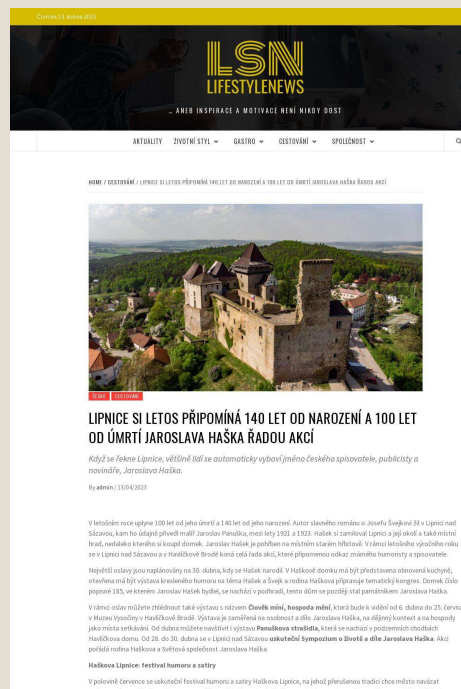 Čtvrtek 13. dubna 2023
LSN
LIFESTYLENEWS
… ANEB INSPIRACE A MOTIVACE NENÍ NIKDY DOST
AKTUALITY ŽIVOTNÍ STYL GASTRO CESTOVÁNÍ SPOLEČNOST
HOME / CESTOVÁNÍ / LIPNICE SI LETOS PŘIPOMÍNÁ 140 LET OD NAROZENÍ A 100 LET OD ÚMRTÍ JAROSLAVA HAŠKA ŘADOU AKCÍ
ČESKO CESTOVÁNÍ
LIPNICE SI LETOS PŘIPOMÍNÁ 140 LET OD NAROZENÍ A 100 LET
OD ÚMRTÍ JAROSLAVA HAŠKA ŘADOU AKCÍ
Když se řekne Lipnice, většině lidí se automaticky vybaví jméno českého spisovatele, publicisty a
novináře, Jaroslava Haška.
By admin / 13/04/2023
V letošním roce uplyne 100 let od jeho úmrtí a 140 let od jeho narození. Autor slavného románu o Josefu Švejkovi žil v Lipnici nad
Sázavou, kam ho údajně přivedl malíř Jaroslav Panuška, mezi lety 1921 a 1923. Hašek si zamiloval Lipnici a její okolí a také místní
hrad, nedaleko kterého si koupil domek. Jaroslav Hašek je pohřben na místním starém hřbitově. V rámci letošního výročního roku
se v Lipnici nad Sázavou a v Havlíčkově Brodě koná celá řada akcí, které připomenou odkaz známého humoristy a spisovatele.
Největší oslavy jsou naplánovány na 30. dubna, kdy se Hašek narodil. V Haškově domku má být představena obnovená kuchyně,
otevřena má být výstava kresleného humoru na téma Hašek a Švejk a rodina Haškova připravuje tematický kongres. Domek číslo
popisné 185, ve kterém Jaroslav Hašek bydlel, se nachází v podhradí, tento dům se později stal památníkem Jaroslava Haška.
V rámci oslav můžete zhlédnout také výstavu s názvem Člověk míní, hospoda mění, která bude k vidění od 6. dubna do 25. červn
v Muzeu Vysočiny v Havlíčkově Brodě. Výstava je zaměřená na osobnost a dílo Jaroslava Haška, na dějinný kontext a na hospody
jako místa setkávání. Od dubna můžete navštívit i výstavu Panuškova strašidla, která se nachází v podzemních chodbách
Havlíčkova domu. Od 28. do 30. dubna se v Lipnici nad Sázavou uskuteční Sympozium o životě a díle Jaroslava Haška. Akci
pořádá rodina Haškova a Světová společnost Jaroslava Haška.
Haškova Lipnice: festival humoru a satiry
V polovině července se uskuteční festival humoru a satiry Haškova Lipnice, na jehož přerušenou tradici chce město navázat